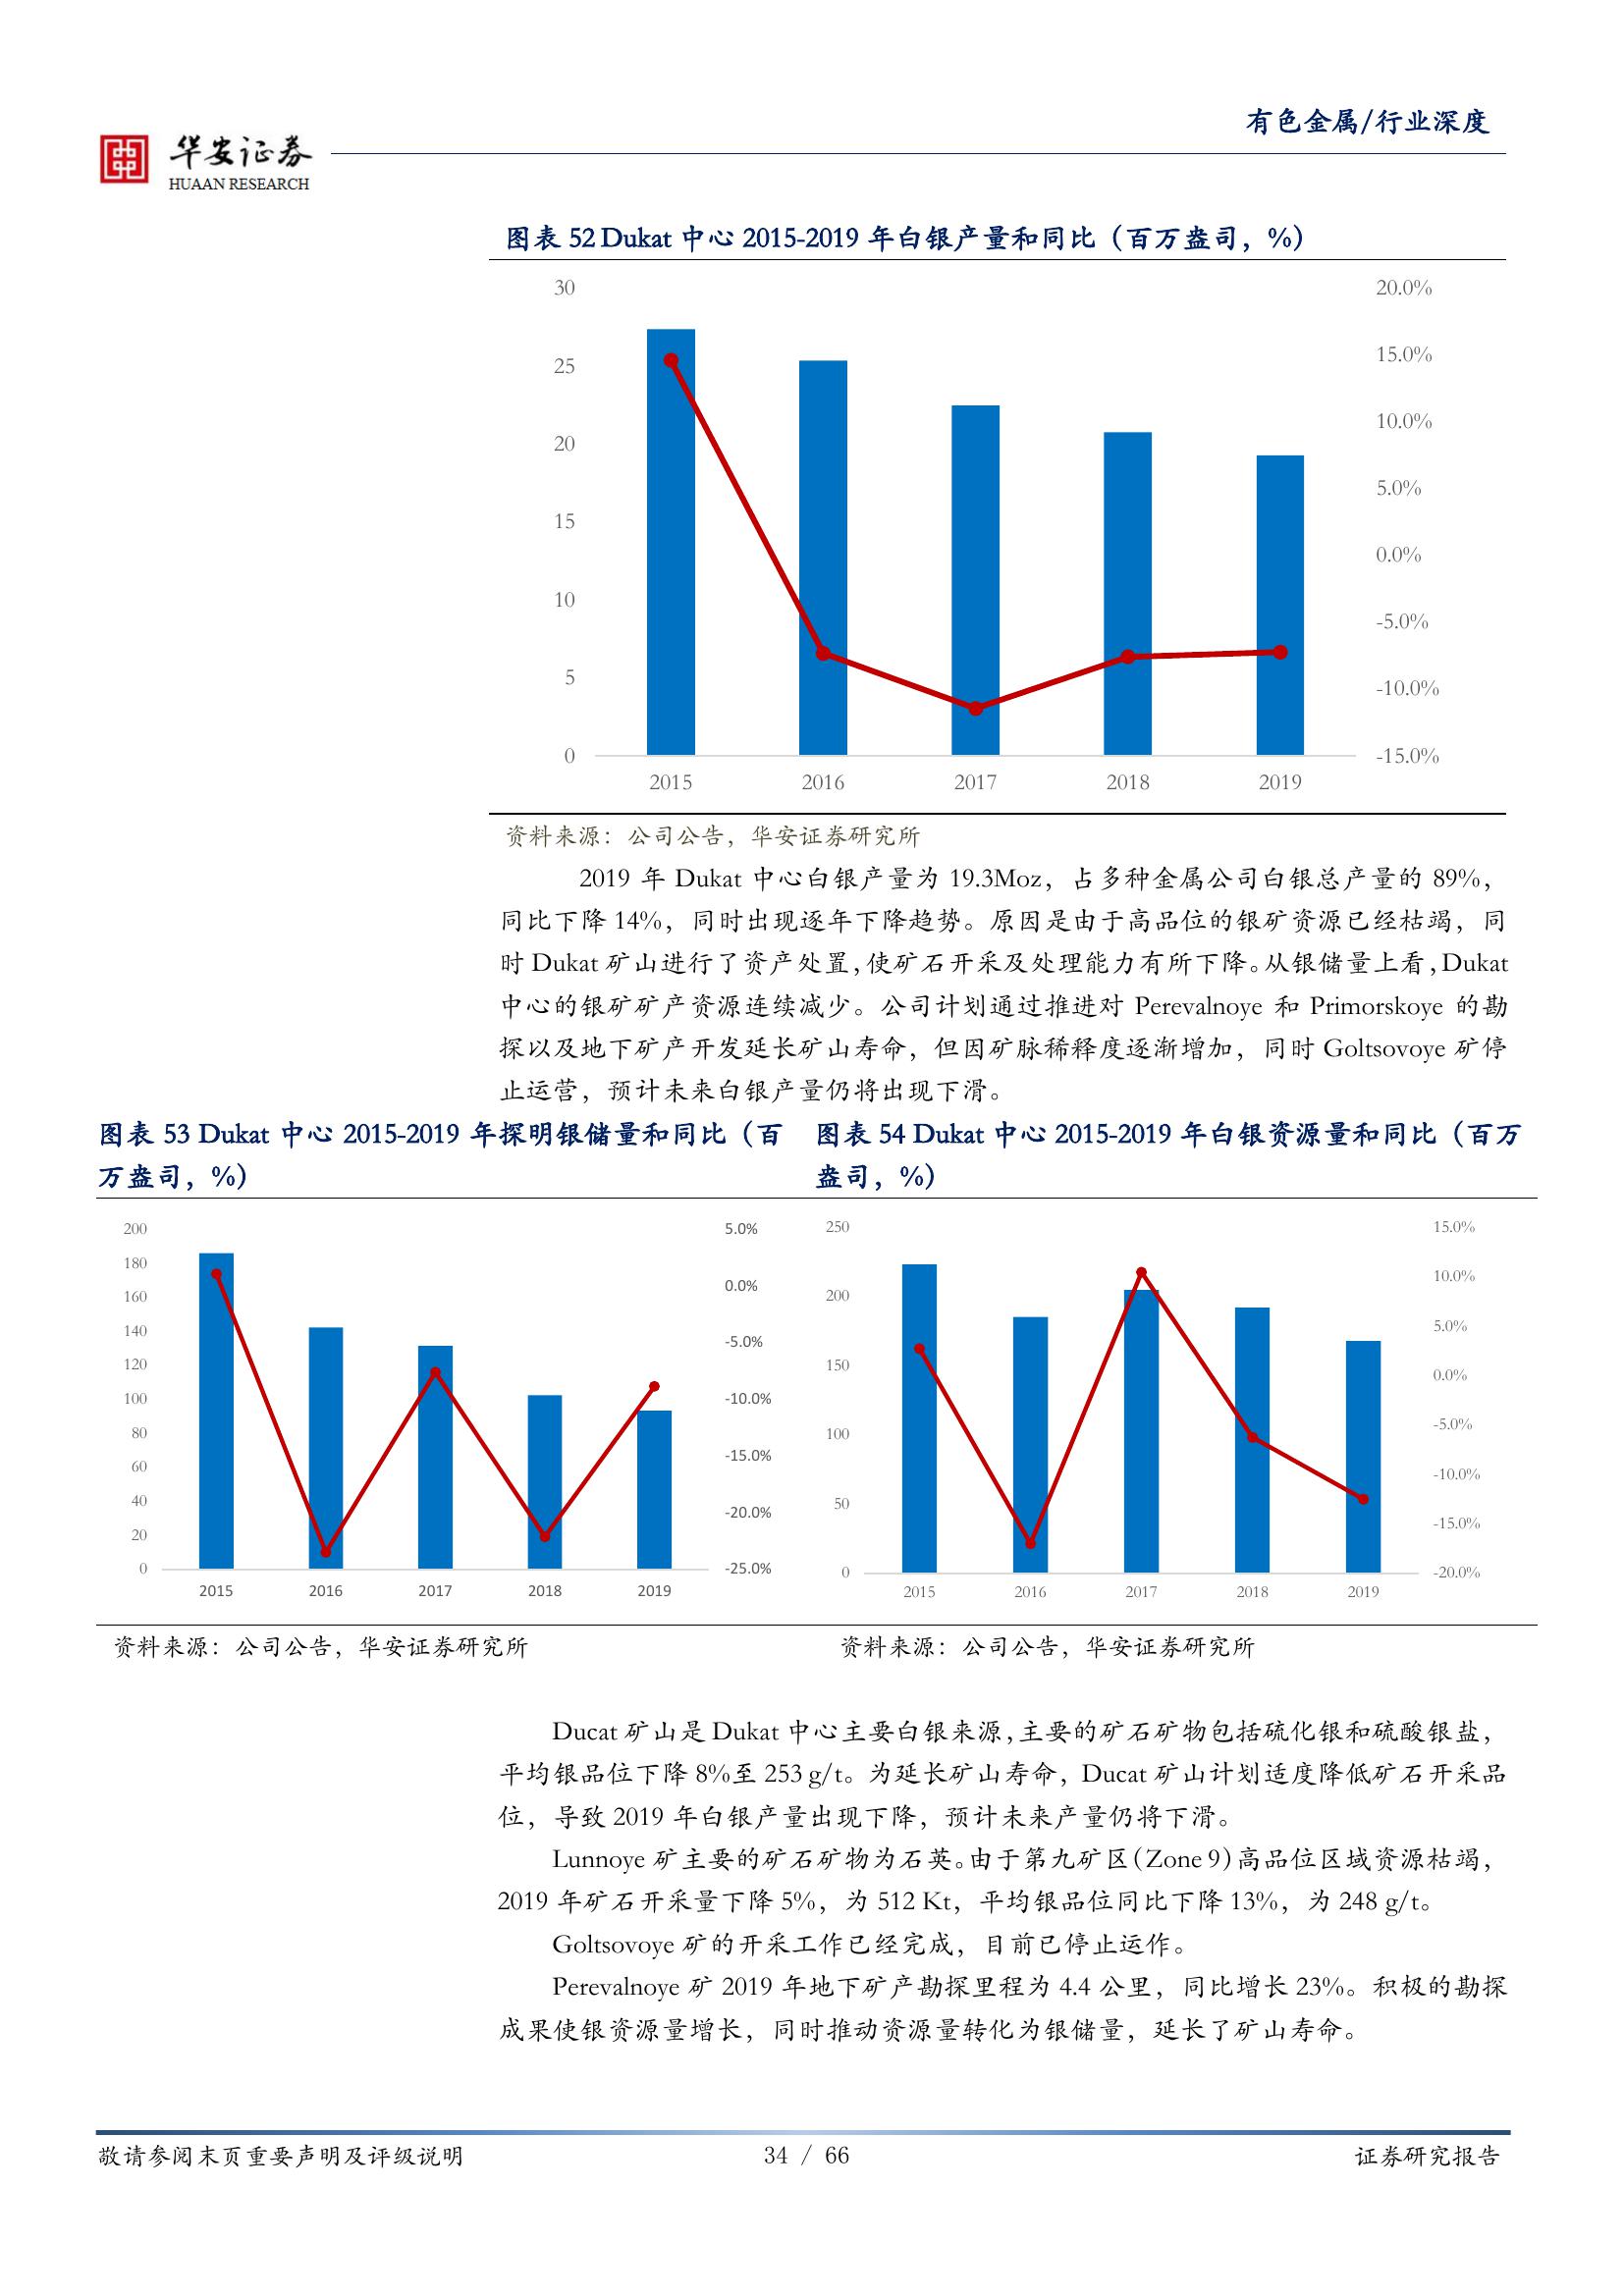 有色金属/行业深度
华安证券
HUAAN RESEARCH
图表 52 Dukat 中心 2015-2019 年白银产量和同比（百万盎司，%）
30
25
20
15
10
5
0
20.0%
15.0%
10.0%
5.0%
0.0%
-5.0%
-10.0%
-15.0%
2015 2016 2017 2018 2019
资料来源：公司公告，华安证券研究所
2019 年 Dukat 中心白银产量为 19.3Moz，占多种金属公司白银总产量的 89%，
同比下降 14%，同时出现逐年下降趋势。原因是由于高品位的银矿资源已经枯竭，同
时 Dukat 矿山进行了资产处置，使矿石开采及处理能力有所下降。从银储量上看，Dukat
中心的银矿矿产资源连续减少。公司计划通过推进对 Perevalnoye 和 Primorskoye 的勘
探以及地下矿产开发延长矿山寿命，但因矿脉稀释度逐渐增加，同时 Goltsovoye 矿停
止运营，预计未来白银产量仍将出现下滑。
图表 53 Dukat 中心 2015-2019 年探明银储量和同比（百
万盎司，%）
200
180
160
140
120
100
80
60
40
20
0
5.0%
0.0%
-5.0%
-10.0%
-15.0%
-20.0%
-25.0%
2015 2016 2017 2018 2019
资料来源：公司公告，华安证券研究所
图表 54 Dukat 中心 2015-2019 年白银资源量和同比（百万
盎司，%）
250
200
150
100
50
0
15.0%
10.0%
5.0%
0.0%
-5.0%
-10.0%
-15.0%
-20.0%
2015 2016 2017 2018 2019
资料来源：公司公告，华安证券研究所
Ducat 矿山是 Dukat 中心主要白银来源，主要的矿石矿物包括硫化银和硫酸银盐，
平均银品位下降 8%至 253 g/t。为延长矿山寿命，Ducat 矿山计划适度降低矿石开采品
位，导致 2019 年白银产量出现下降，预计未来产量仍将下滑。
Lunnoye 矿主要的矿石矿物为石英。由于第九矿区（Zone 9）高品位区域资源枯竭，
2019 年矿石开采量下降 5%，为 512 Kt，平均银品位同比下降 13%，为 248 g/t。
Goltsovoye 矿的开采工作已经完成，目前已停止运作。
Perevalnoye 矿 2019 年地下矿产勘探里程为 4.4 公里，同比增长 23%。积极的勘探
成果使银资源量增长，同时推动资源量转化为银储量，延长了矿山寿命。
敬请参阅末页重要声明及评级说明
34 / 66
证券研究报告